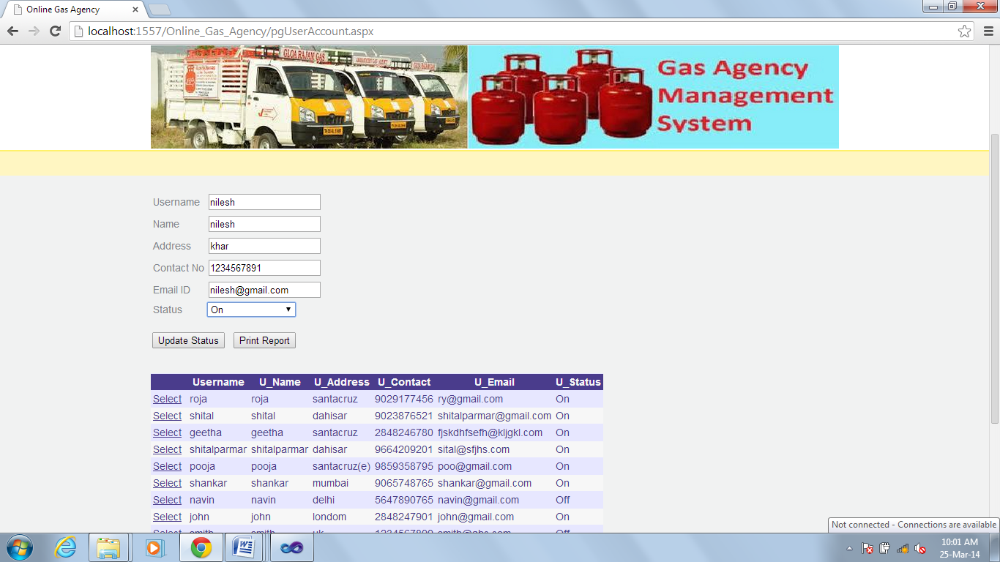 Online Gas Agency
localhost:1557/Online_Gas_Agency/pgUserAccount.aspx
GLOA RAJAN GAS
Gas Agency
Management
System
Username nilesh
Name nilesh
Address khar
Contact No 1234567891
Email ID nilesh@gmail.com
Status On
Update Status Print Report
Username U_Name U_Address U_Contact U_Email U_Status
Select roja roja santacruz 9029177456 ry@gmail.com On
Select shital shital dahisar 9023876521 shitalparmar@gmail.com On
Select geetha geetha santacruz 2848246780 fjskdhfsefh@kljgkl.com On
Select shitalparmar shitalparmar dahisar 9664209201 sital@sfjhs.com On
Select pooja pooja santacruz(e) 9859358795 poo@gmail.com On
Select shankar shankar mumbai 9065748765 shankar@gmail.com On
Select navin navin delhi 5647890765 navin@gmail.com Off
Select john john londom 2848247901 john@gmail.com On
Select smith smith uk Off
Not connected - Connections are available
10:01 AM
25-Mar-14